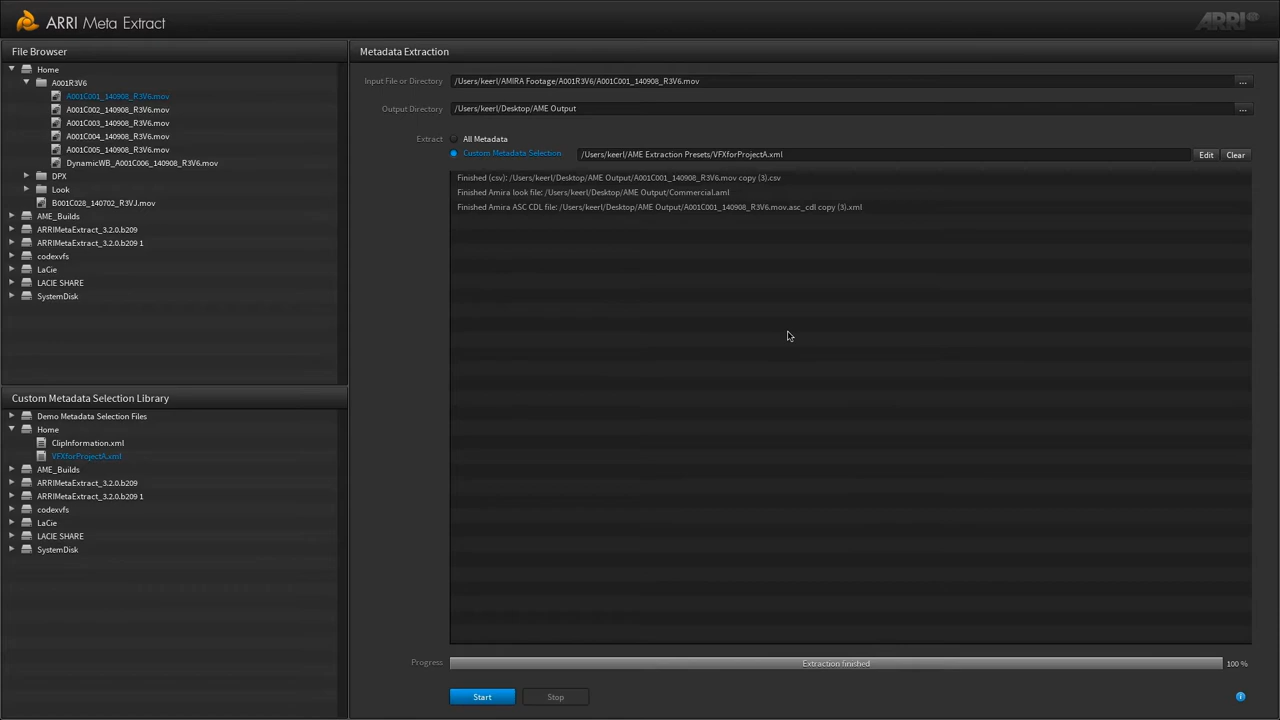 ARRI Meta Extract
ARRI
File Browser
Home
A001R3V6
A001C001_140908_R3V6.mov
A001C002_140908_R3V6.mov
A001C003_140908_R3V6.mov
A001C004_140908_R3V6.mov
A001C005_140908_R3V6.mov
DynamicWB_A001C006_140908_R3V6.mov
DPX
Look
B001C028_140702_R3VJ.mov
AME_Builds
ARRIMetaExtract_3.2.0.b209
ARRIMetaExtract_3.2.0.b209 1
codexvfs
LaCie
LACIE SHARE
SystemDisk
Custom Metadata Selection Library
Demo Metadata Selection Files
Home
ClipInformation.xml
VFXforProjectA.xml
AME_Builds
ARRIMetaExtract_3.2.0.b209
ARRIMetaExtract_3.2.0.b209 1
codexvfs
LaCie
LACIE SHARE
SystemDisk
Metadata Extraction
Input File or Directory /Users/keerl/AMIRA Footage/A001R3V6/A001C001_140908_R3V6.mov ...
Output Directory /Users/keerl/Desktop/AME Output ...
Extract All Metadata
Custom Metadata Selection /Users/keerl/AME Extraction Presets/VFXforProjectA.xml Edit Clear
Finished (csv): /Users/keerl/Desktop/AME Output/A001C001_140908_R3V6.mov copy (3).csv
Finished Amira look file: /Users/keerl/Desktop/AME Output/Commercial.aml
Finished Amira ASC CDL file: /Users/keerl/Desktop/AME Output/A001C001_140908_R3V6.mov.asc_cdl copy (3).xml
Progress Extraction finished 100 %
Start Stop